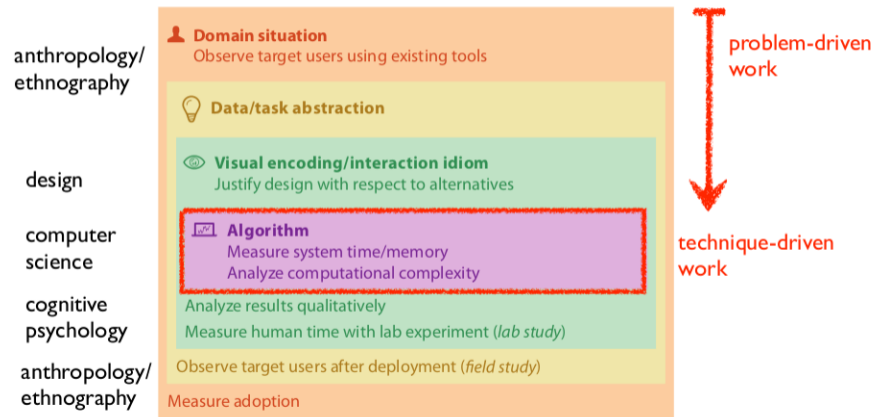 anthropology/
ethnography
design
computer
science
cognitive
psychology
anthropology/
ethnography
Domain situation
Observe target users using existing tools
Data/task abstraction
Visual encoding/interaction idiom
Justify design with respect to alternatives
Algorithm
Measure system time/memory
Analyze computational complexity
Analyze results qualitatively
Measure human time with lab experiment (lab study)
Observe target users after deployment (field study)
Measure adoption
problem-driven
work
technique-driven
work